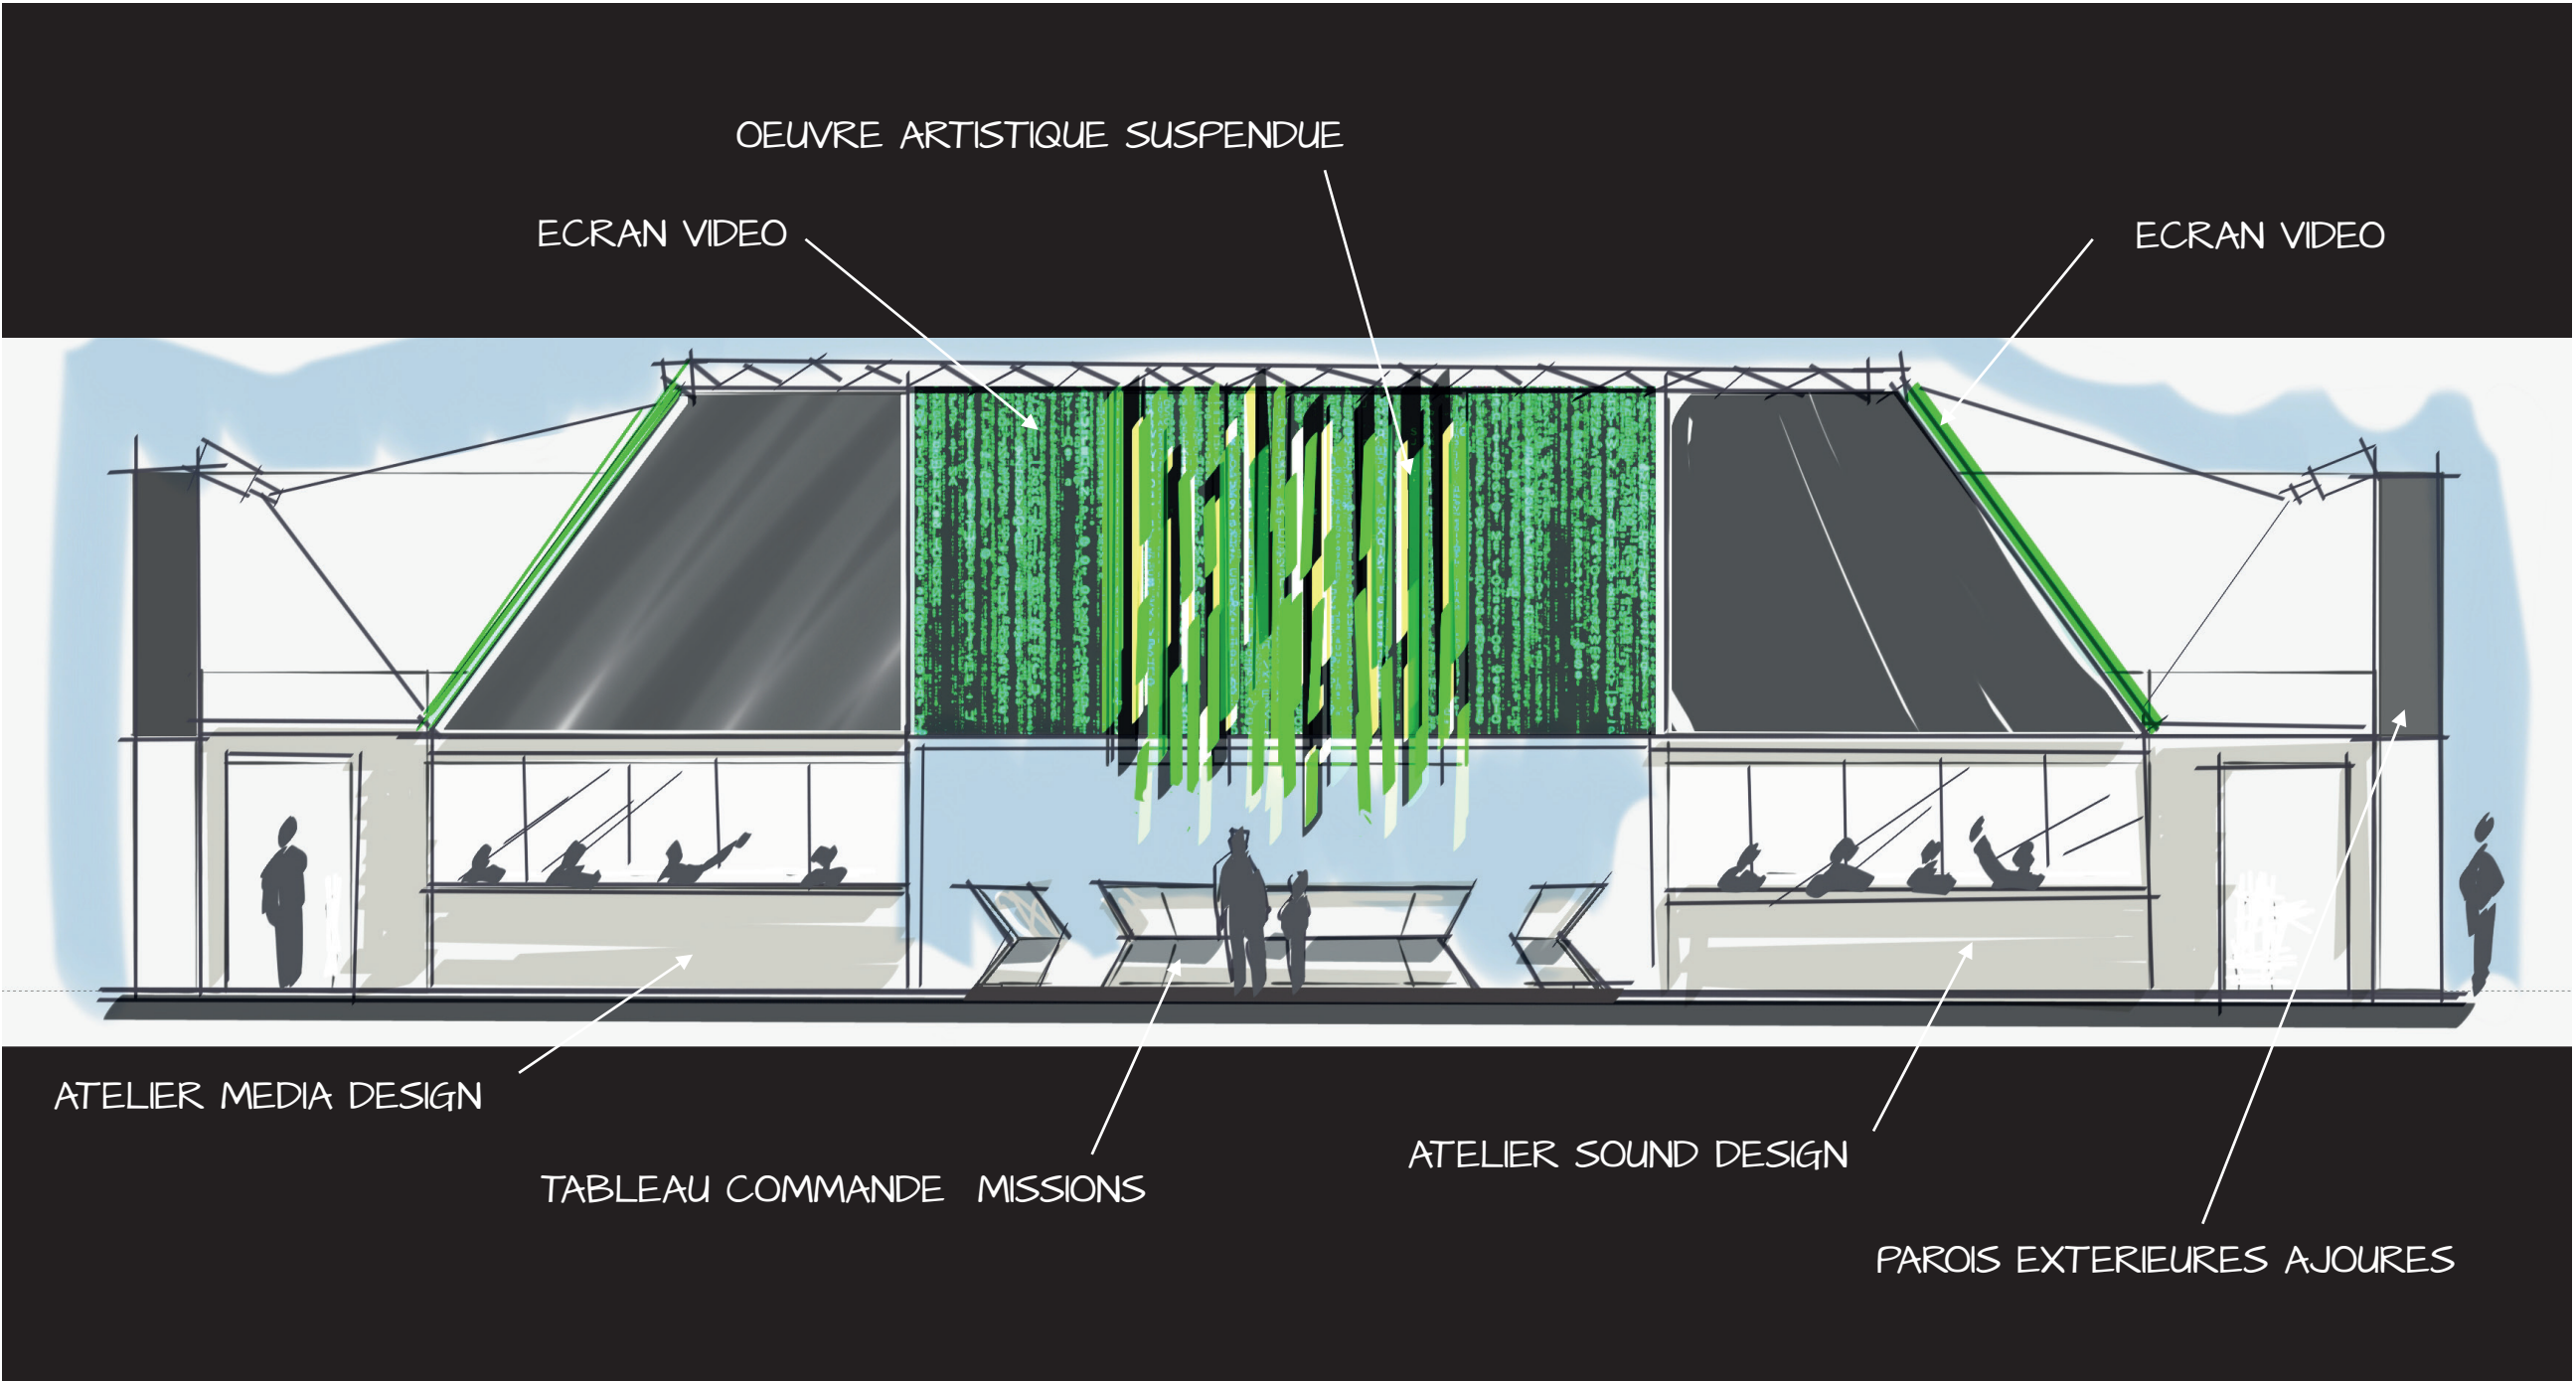 OEUVRE ARTISTIQUE SUSPENDUE
ECRAN VIDEO
ECRAN VIDEO
ATELIER MEDIA DESIGN
ATELIER SOUND DESIGN
TABLEAU COMMANDE MISSIONS
PAROIS EXTERIEURES AJOURES